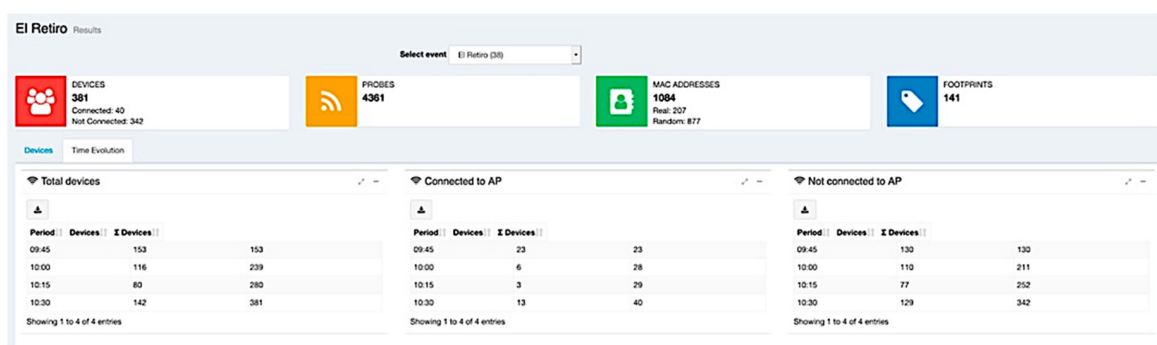 El Retiro Results
Select event El Retiro (38)
DEVICES
381
Connected: 40
Not Connected: 342
PROBES
4361
MAC ADDRESSES
1084
Real: 207
Random: 877
FOOTPRINTS
141
Devices Time Evolution
Total devices
Period Devices Σ Devices
09:45 153 153
10:00 116 239
10:15 80 280
10:30 142 381
Showing 1 to 4 of 4 entries
Connected to AP
Period Devices Σ Devices
09:45 23 23
10:00 6 28
10:15 3 29
10:30 13 40
Showing 1 to 4 of 4 entries
Not connected to AP
Period Devices Σ Devices
09:45 130 130
10:00 110 211
10:15 77 252
10:30 129 342
Showing 1 to 4 of 4 entries